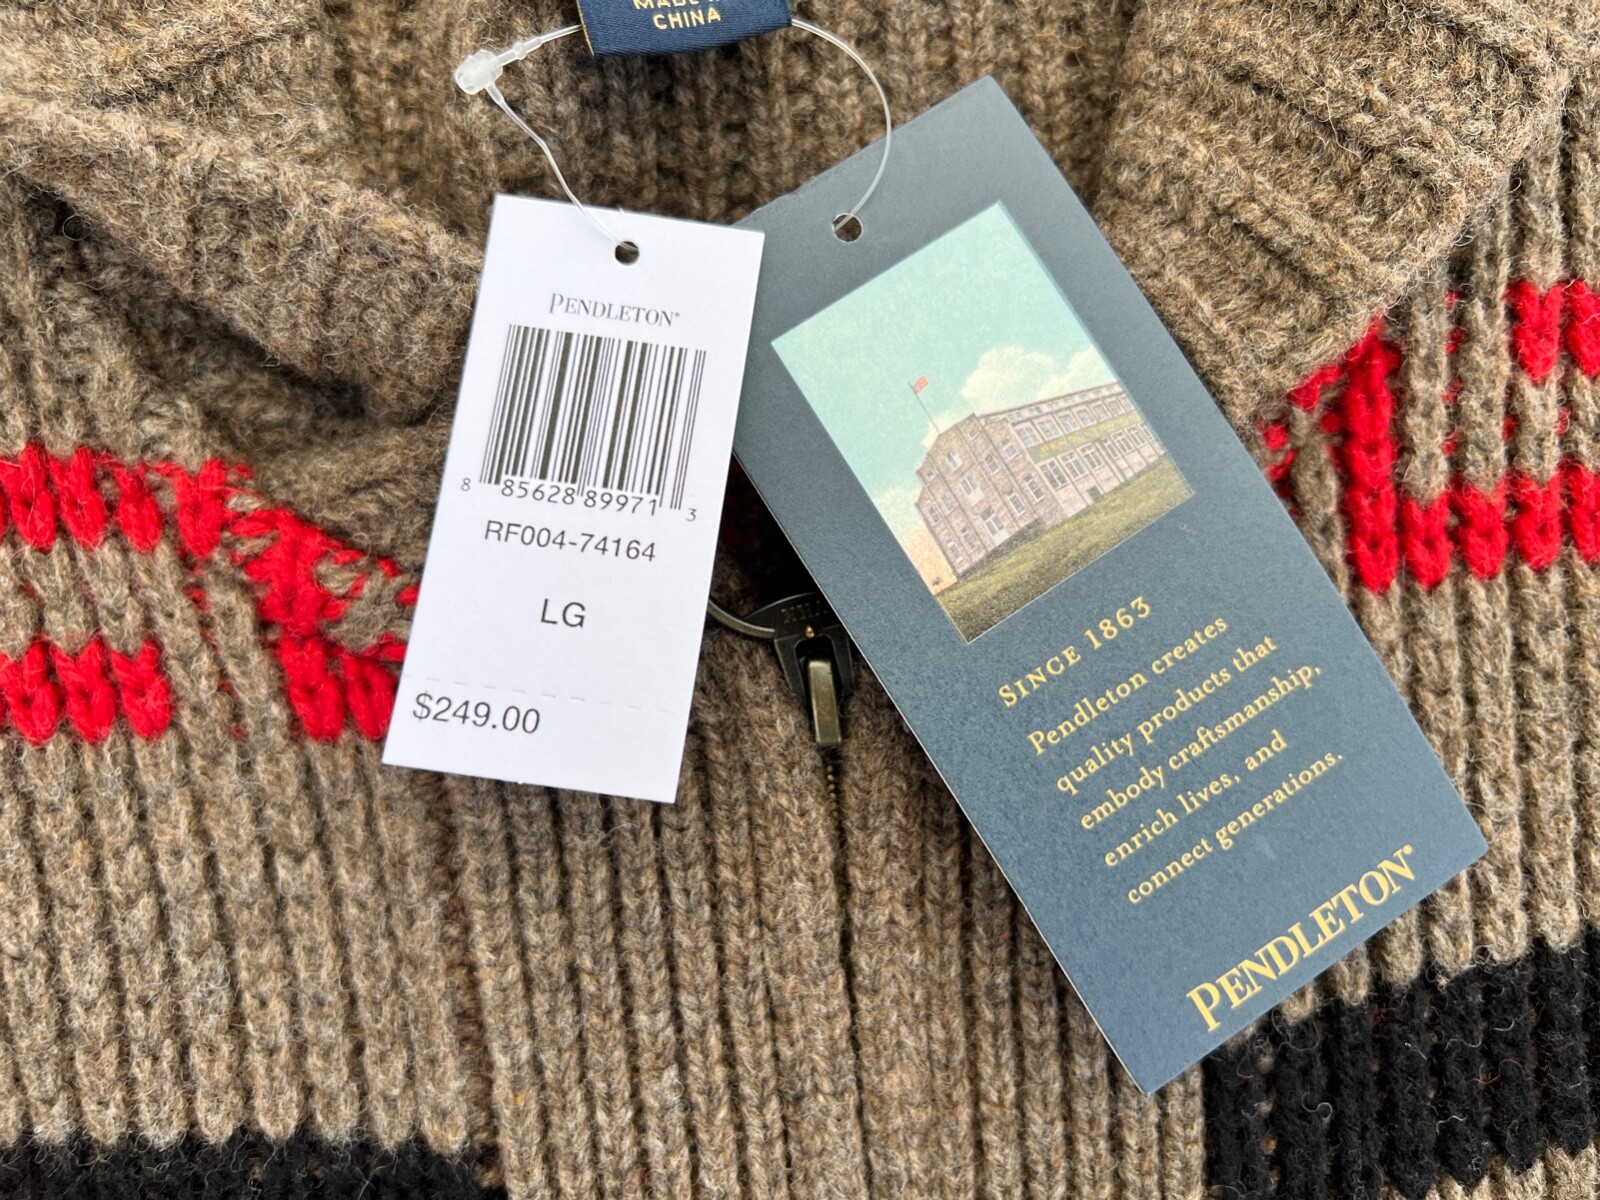 MADE IN
CHINA
PENDLETON®
8 85628 89971 3
RF004-74164
LG
$249.00
SINCE 1863
Pendleton creates
quality products that
embody craftsmanship,
enrich lives, and
connect generations.
PENDLETON®